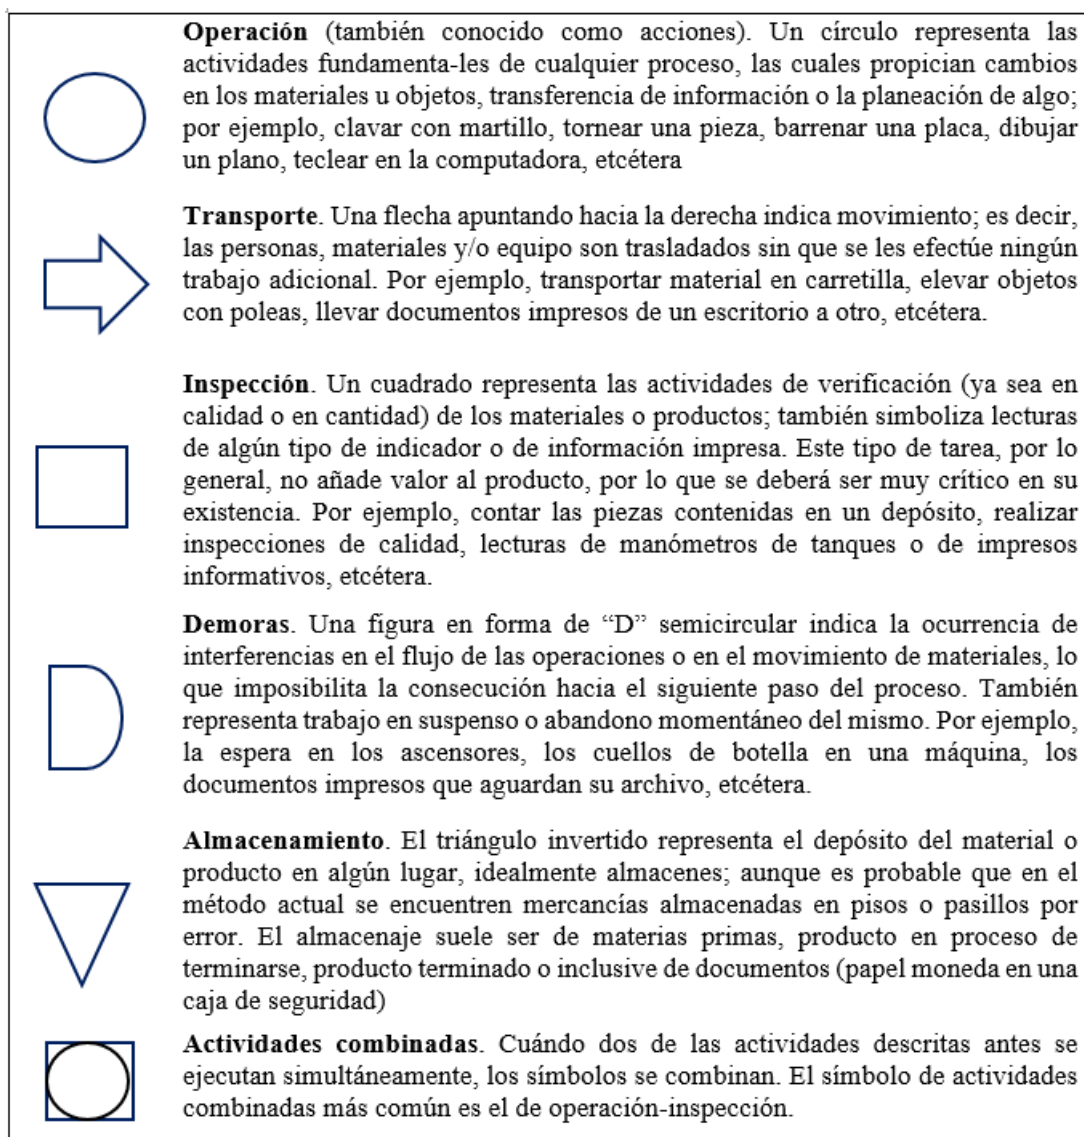 Operación (también conocido como acciones). Un círculo representa las
actividades fundamenta-les de cualquier proceso, las cuales propician cambios
en los materiales u objetos, transferencia de información o la planeación de algo;
por ejemplo, clavar con martillo, tornear una pieza, barrenar una placa, dibujar
un plano, teclear en la computadora, etcétera
Transporte. Una flecha apuntando hacia la derecha indica movimiento; es decir,
las personas, materiales y/o equipo son trasladados sin que se les efectúe ningún
trabajo adicional. Por ejemplo, transportar material en carretilla, elevar objetos
con poleas, llevar documentos impresos de un escritorio a otro, etcétera.
Inspección. Un cuadrado representa las actividades de verificación (ya sea en
calidad o en cantidad) de los materiales o productos; también simboliza lecturas
de algún tipo de indicador o de información impresa. Este tipo de tarea, por lo
general, no añade valor al producto, por lo que se deberá ser muy crítico en su
existencia. Por ejemplo, contar las piezas contenidas en un depósito, realizar
inspecciones de calidad, lecturas de manómetros de tanques o de impresos
informativos, etcétera.
Demoras. Una figura en forma de “D” semicircular indica la ocurrencia de
interferencias en el flujo de las operaciones o en el movimiento de materiales, lo
que imposibilita la consecución hacia el siguiente paso del proceso. También
representa trabajo en suspenso o abandono momentáneo del mismo. Por ejemplo,
la espera en los ascensores, los cuellos de botella en una máquina, los
documentos impresos que aguardan su archivo, etcétera.
Almacenamiento. El triángulo invertido representa el depósito del material o
producto en algún lugar, idealmente almacenes; aunque es probable que en el
método actual se encuentren mercancías almacenadas en pisos o pasillos por
error. El almacenaje suele ser de materias primas, producto en proceso de
terminarse, producto terminado o inclusive de documentos (papel moneda en una
caja de seguridad)
Actividades combinadas. Cuándo dos de las actividades descritas antes se
ejecutan simultáneamente, los símbolos se combinan. El símbolo de actividades
combinadas más común es el de operación-inspección.